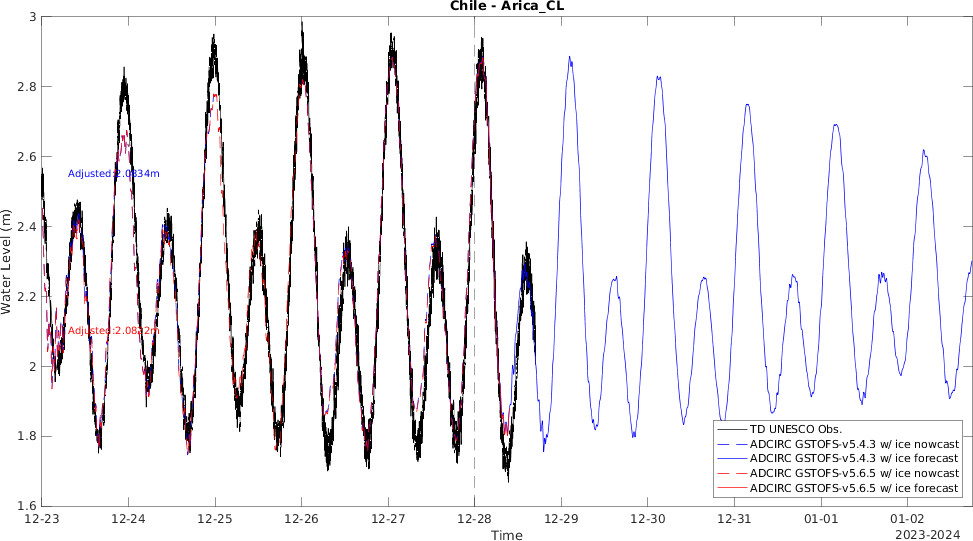 Chile - Arica_CL
3
2.8
2.6
2.4
2.2
2
1.8
1.6
Water Level (m)
Adjusted:2.0834m
Adjusted:2.0822m
TD UNESCO Obs.
ADCIRC GSTOFS-v5.4.3 w/ ice nowcast
ADCIRC GSTOFS-v5.4.3 w/ ice forecast
ADCIRC GSTOFS-v5.6.5 w/ ice nowcast
ADCIRC GSTOFS-v5.6.5 w/ ice forecast
12-23 12-24 12-25 12-26 12-27 12-28 12-29 12-30 12-31 01-01 01-02
Time
2023-2024